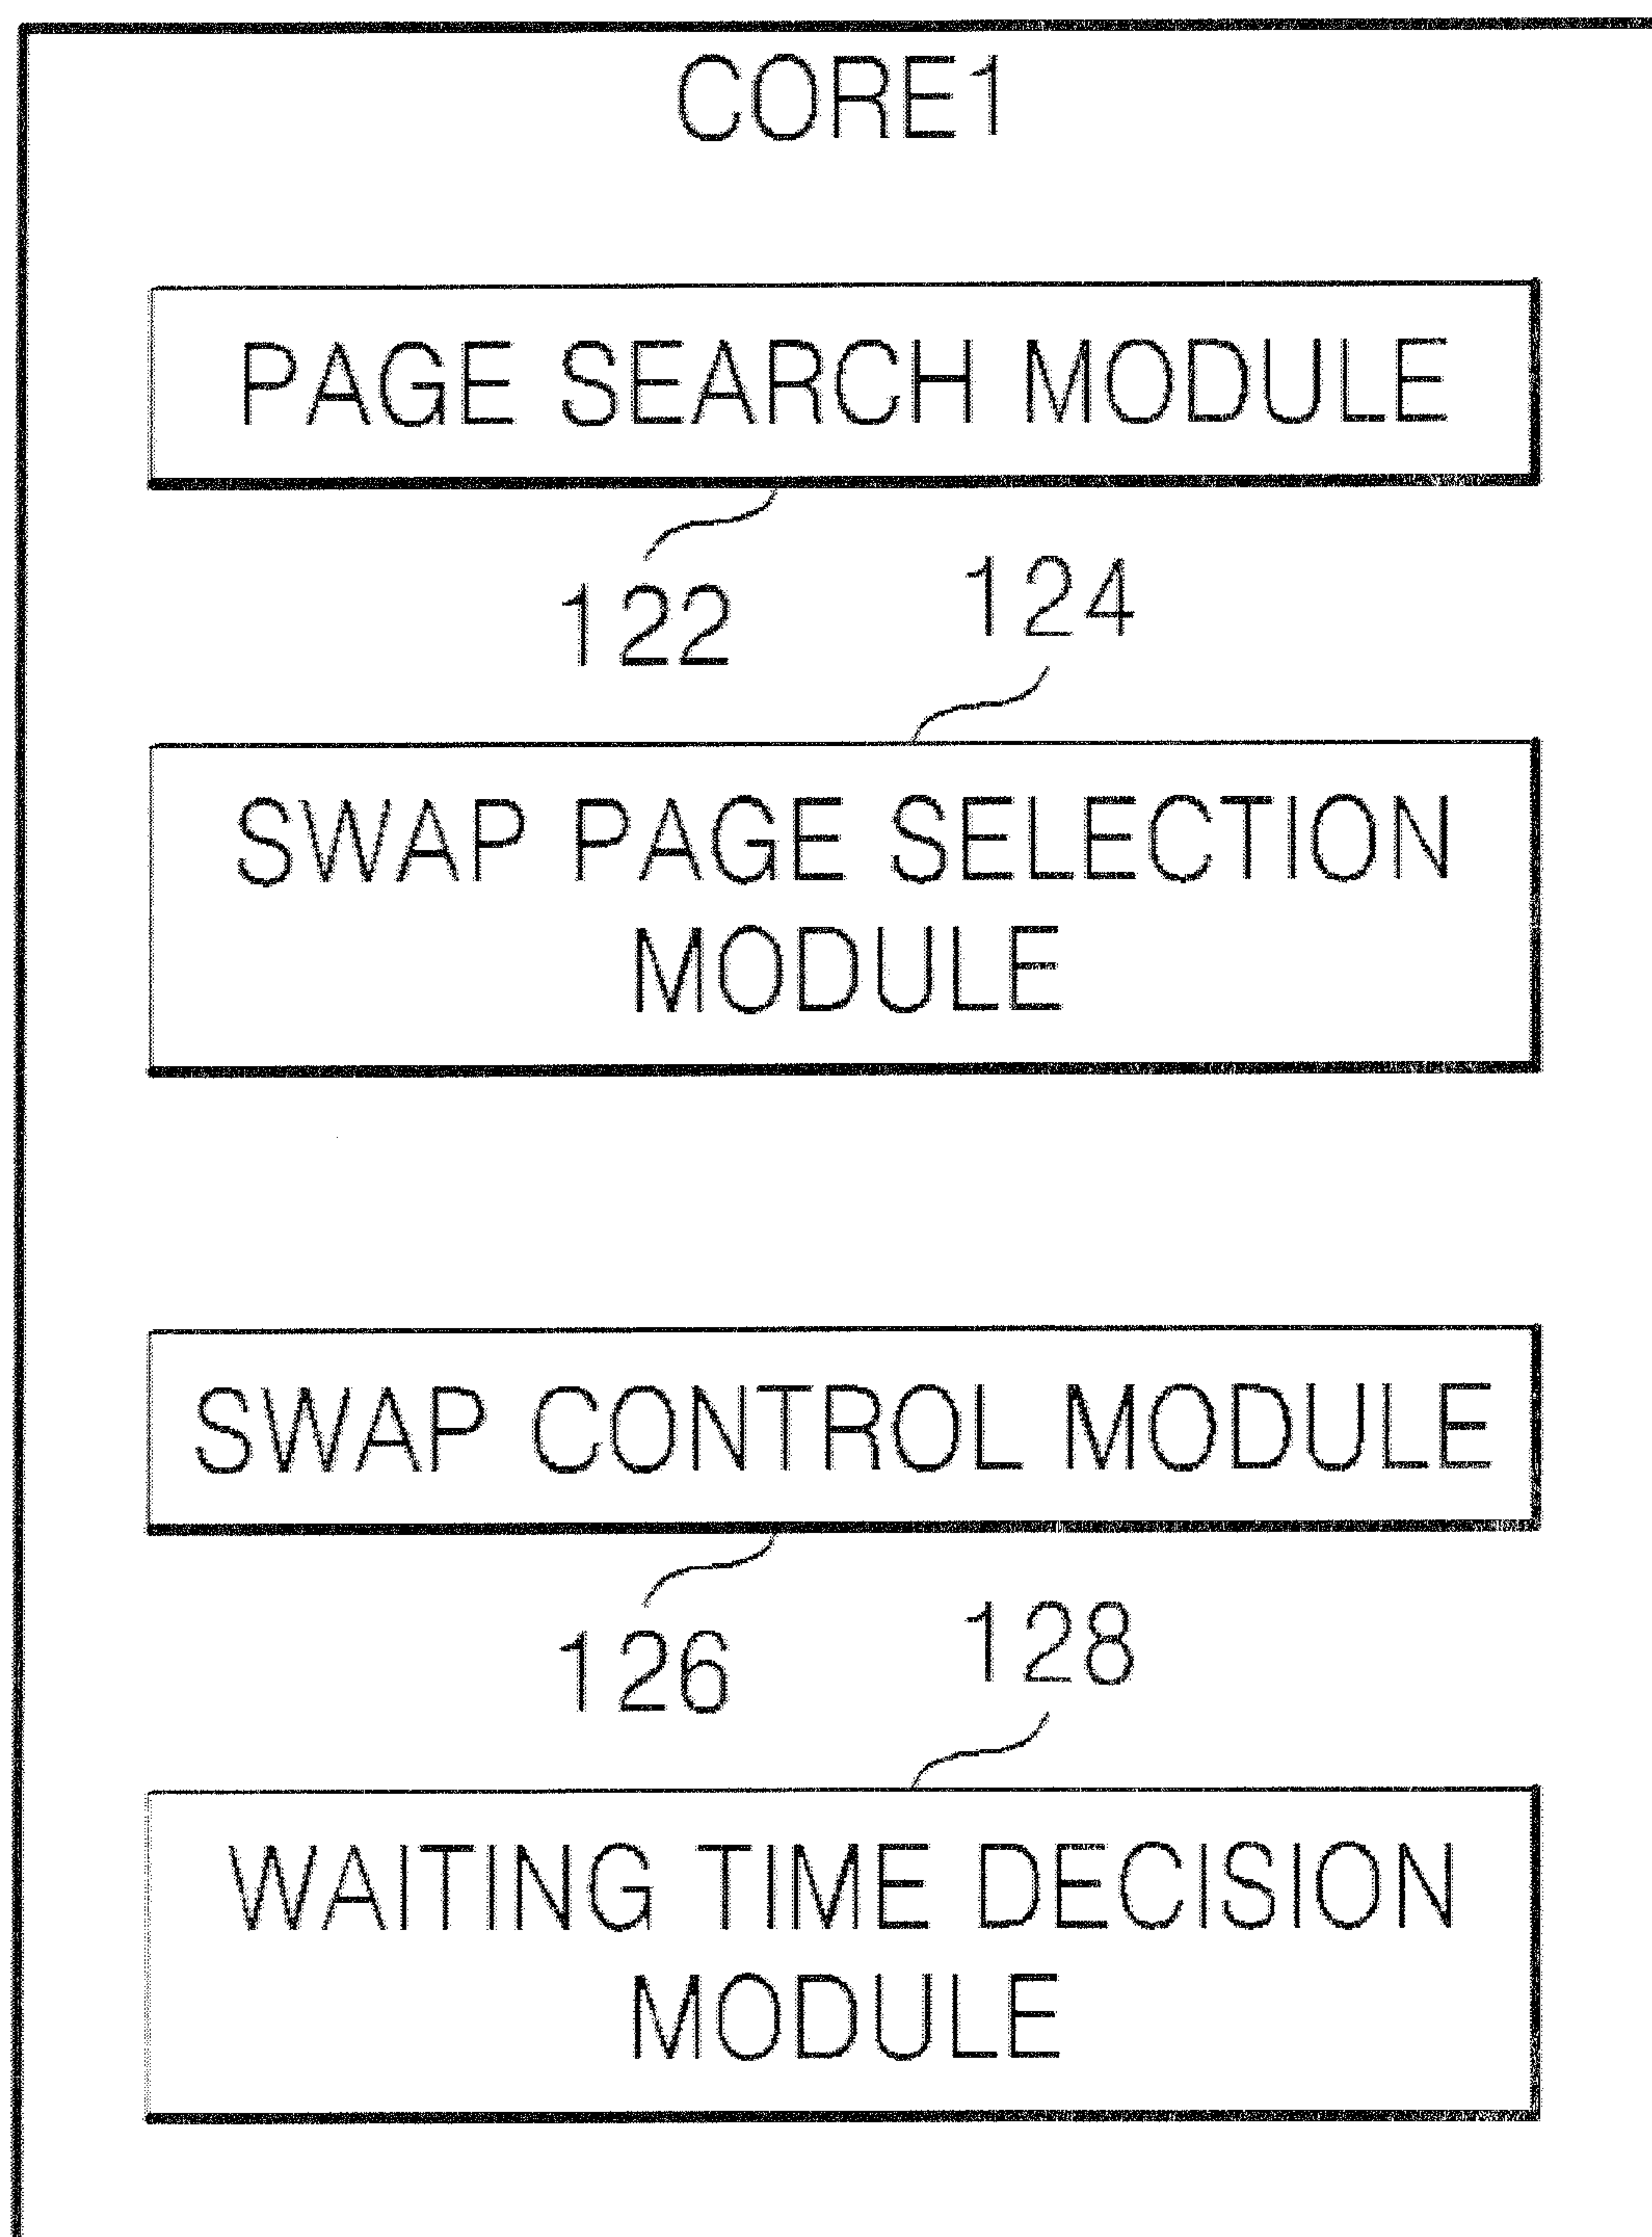 CORE1
PAGE SEARCH MODULE
122
124
SWAP PAGE SELECTION
MODULE
SWAP CONTROL MODULE
126
128
WAITING TIME DECISION
MODULE